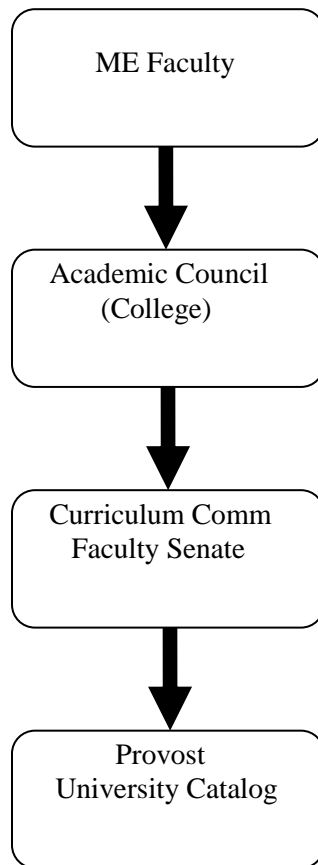 ME Faculty
Academic Council
(College)
Curriculum Comm
Faculty Senate
Provost
University Catalog